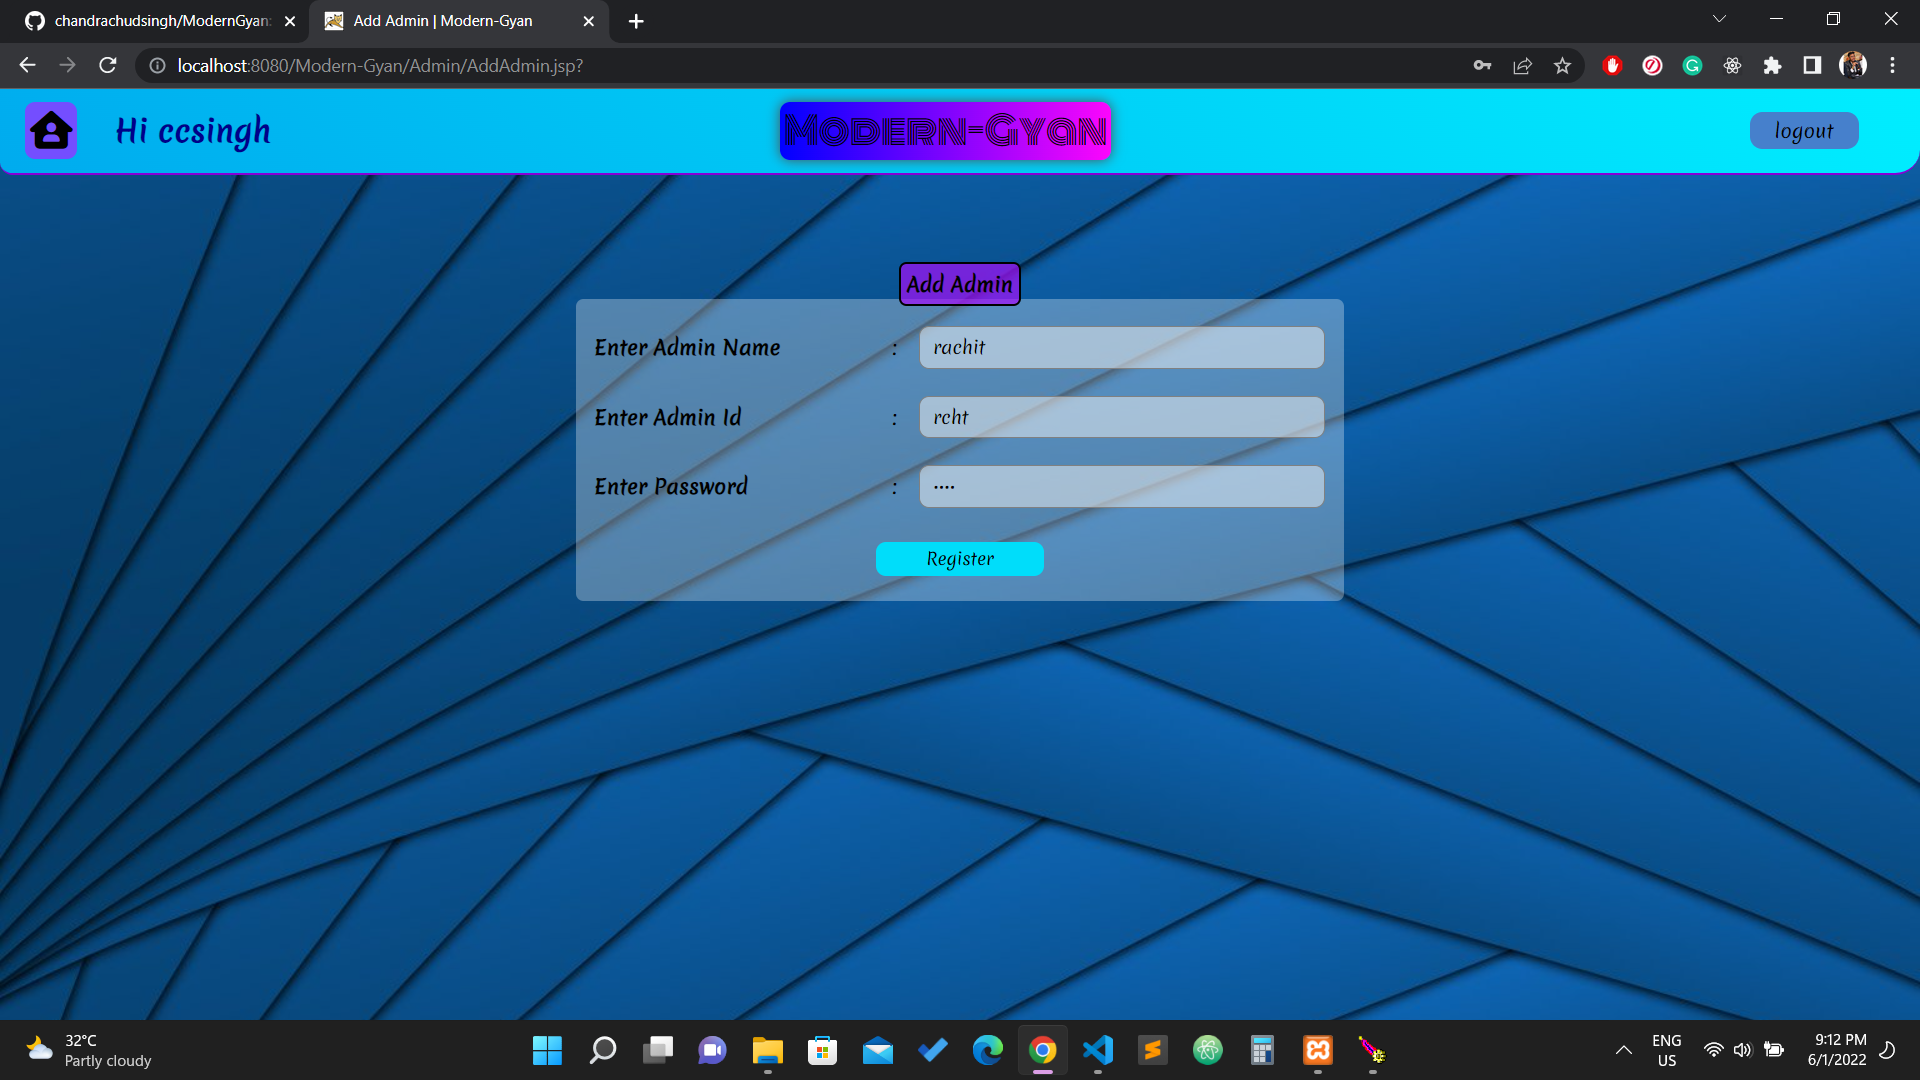 chandrachudsingh/ModernGyan:
Add Admin | Modern-Gyan
localhost:8080/Modern-Gyan/Admin/AddAdmin.jsp?
Hi ccsingh
Modern-Gyan
logout
Add Admin
Enter Admin Name : rachit
Enter Admin Id : rcht
Enter Password : ····
Register
32°C
Partly cloudy
ENG
US
9:12 PM
6/1/2022